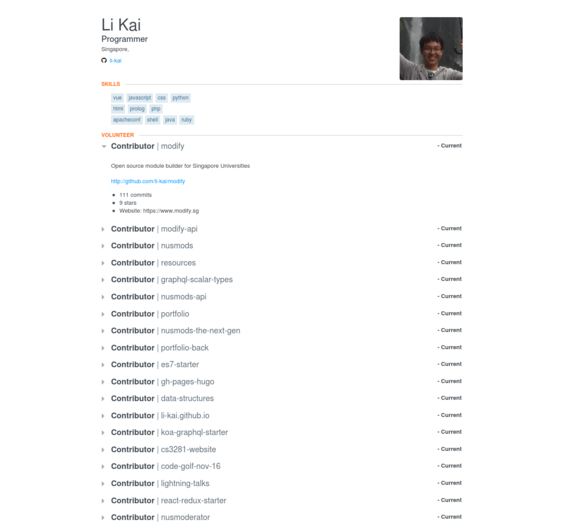 Li Kai
Programmer
Singapore,
li-kai
SKILLS
vue javascript css python
html prolog php
apacheconf shell java ruby
VOLUNTEER
Contributor | modify - Current
Open source module builder for Singapore Universities
http://github.com/li-kai/modify
111 commits
9 stars
Website: https://www.modify.sg
Contributor | modify-api - Current
Contributor | nusmods - Current
Contributor | resources - Current
Contributor | graphql-scalar-types - Current
Contributor | nusmods-api - Current
Contributor | portfolio - Current
Contributor | nusmods-the-next-gen - Current
Contributor | portfolio-back - Current
Contributor | es7-starter - Current
Contributor | gh-pages-hugo - Current
Contributor | data-structures - Current
Contributor | li-kai.github.io - Current
Contributor | koa-graphql-starter - Current
Contributor | cs3281-website - Current
Contributor | code-golf-nov-16 - Current
Contributor | lightning-talks - Current
Contributor | react-redux-starter - Current
Contributor | nusmoderator - Current